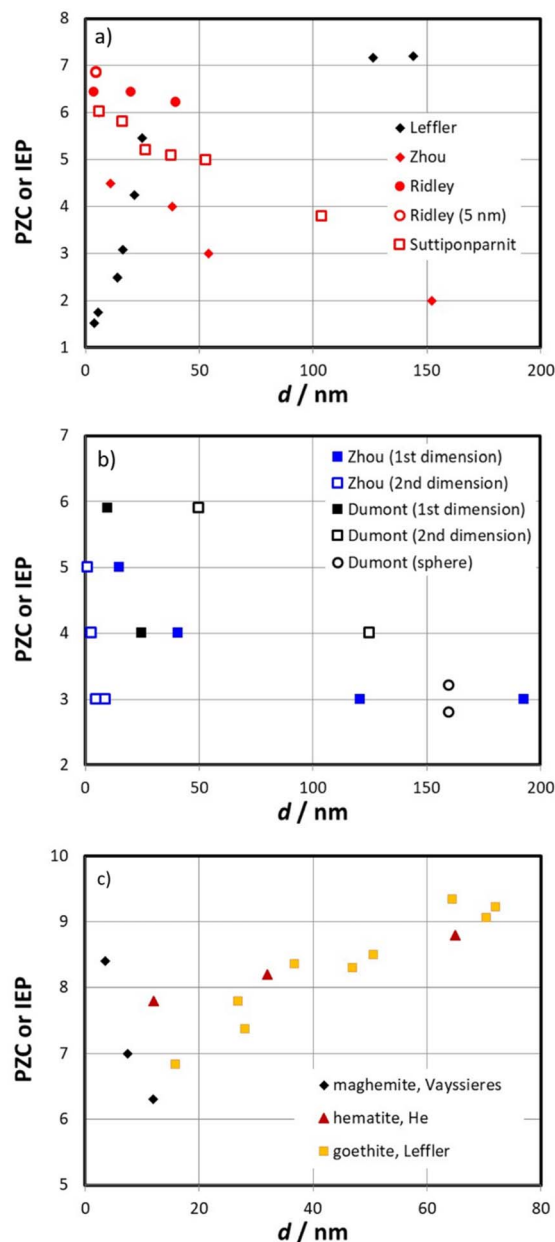 a)
8
7
6
5
4
3
2
1
PZC or IEP
Leffler
Zhou
Ridley
Ridley (5 nm)
Suttiponparnit
0 50 100 150 200
d / nm
b)
7
6
5
4
3
2
PZC or IEP
Zhou (1st dimension)
Zhou (2nd dimension)
Dumont (1st dimension)
Dumont (2nd dimension)
Dumont (sphere)
0 50 100 150 200
d / nm
c)
10
9
8
7
6
5
PZC or IEP
maghemite, Vayssieres
hematite, He
goethite, Leffler
0 20 40 60 80
d / nm